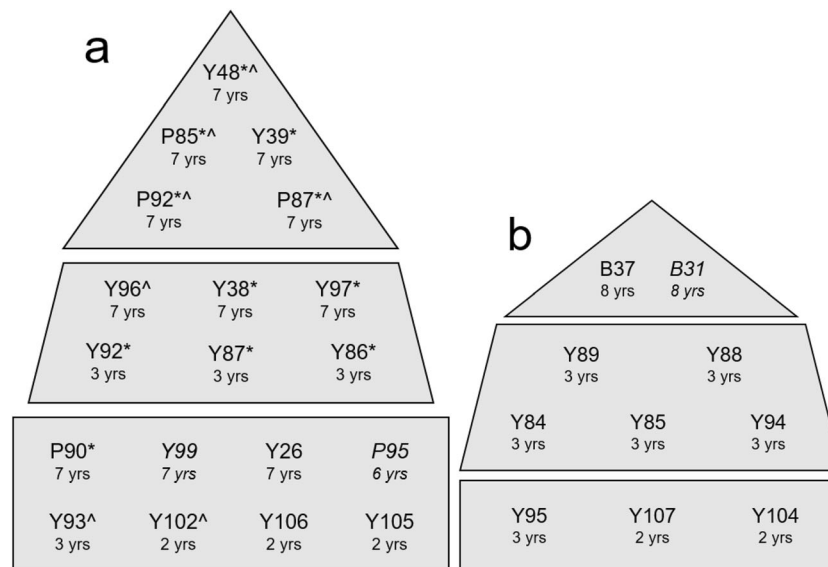 a
Y48*^
7 yrs
P85*^ Y39*
7 yrs 7 yrs
P92*^ P87*^
7 yrs 7 yrs
Y96^ Y38* Y97*
7 yrs 7 yrs 7 yrs
Y92* Y87* Y86*
3 yrs 3 yrs 3 yrs
P90* Y99 Y26 P95
7 yrs 7 yrs 7 yrs 6 yrs
Y93^ Y102^ Y106 Y105
3 yrs 2 yrs 2 yrs 2 yrs
b
B37 B31
8 yrs 8 yrs
Y89 Y88
3 yrs 3 yrs
Y84 Y85 Y94
3 yrs 3 yrs 3 yrs
Y95 Y107 Y104
3 yrs 2 yrs 2 yrs